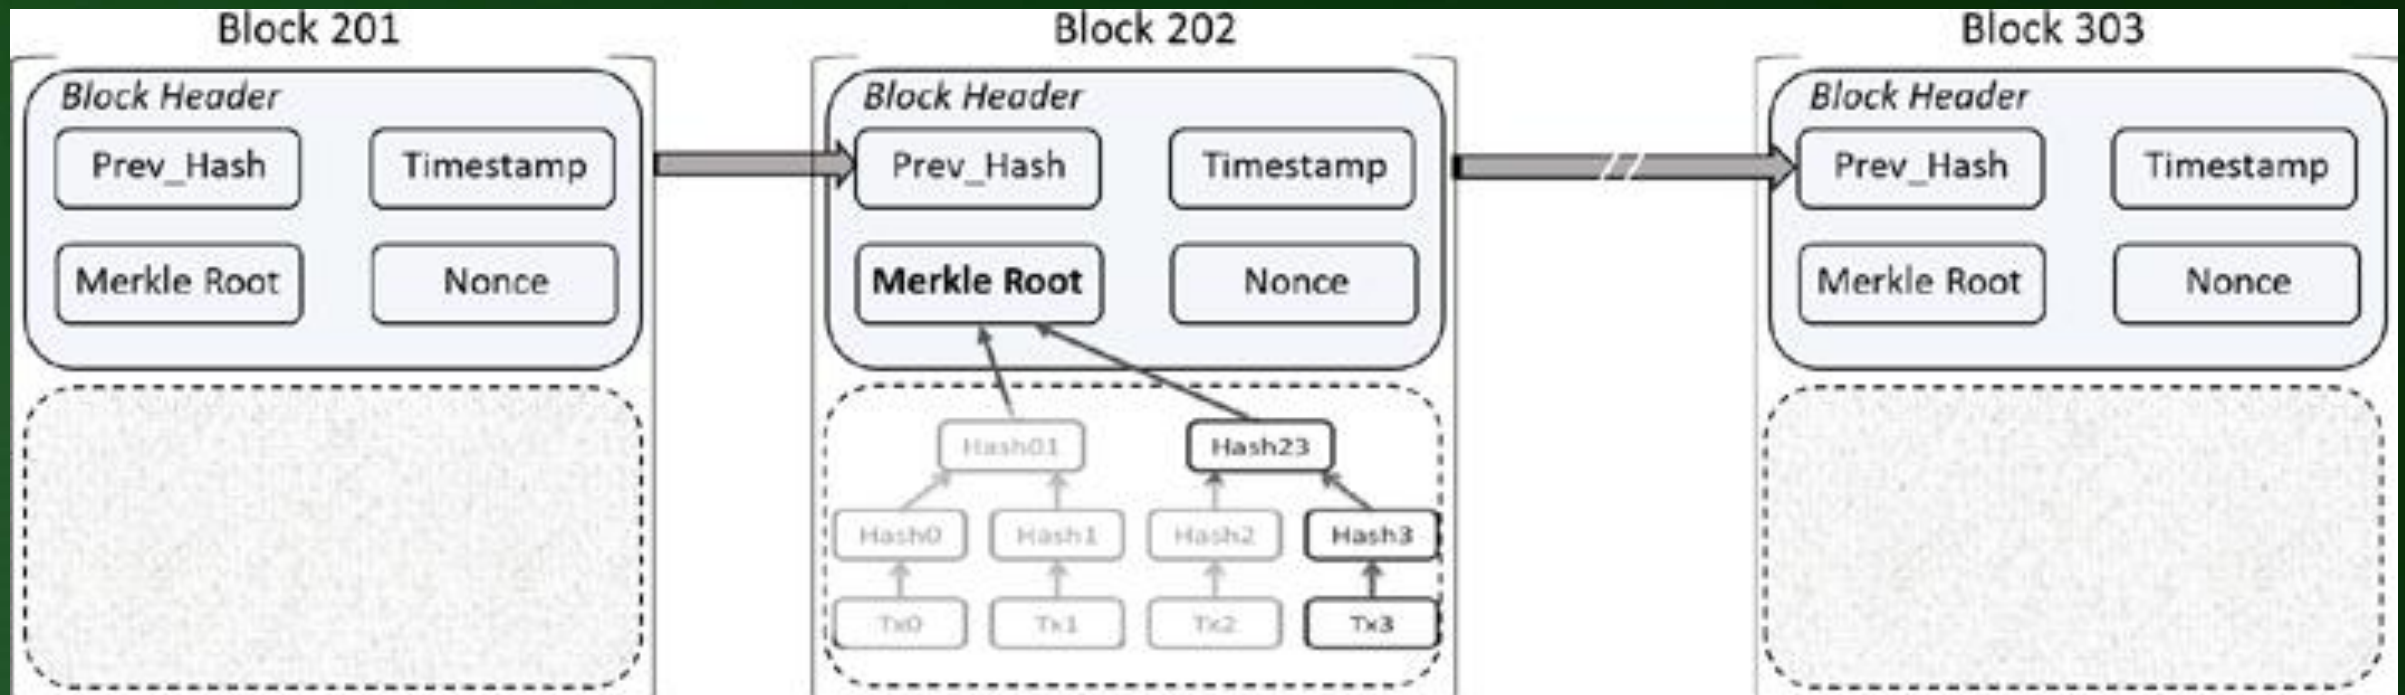 Block 201
Block 202
Block 303
Block Header
Prev_Hash
Timestamp
Merkle Root
Nonce
Block Header
Prev_Hash
Timestamp
Merkle Root
Nonce
Hash01
Hash23
Hash0
Hash1
Hash2
Hash3
Tx0
Tx1
Tx2
Tx3
Block Header
Prev_Hash
Timestamp
Merkle Root
Nonce